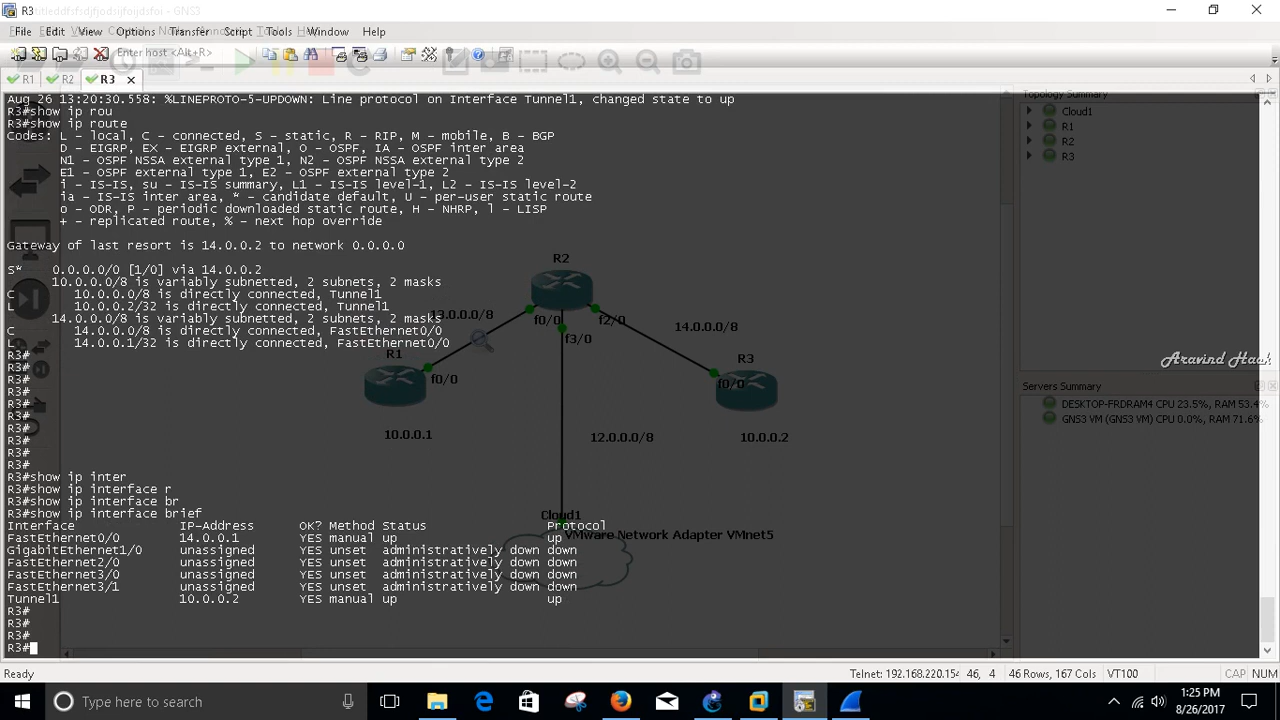 R3
File Edit View Options Transfer Script Tools Window Help
Enter host <Alt+R>
R1 R2 R3
Topology Summary
Aug 26 13:20:30.558: %LINEPROTO-5-UPDOWN: Line protocol on Interface Tunnel1, changed state to up
R3#show ip rou
R3#show ip route
Codes: L - local, C - connected, S - static, R - RIP, M - mobile, B - BGP
D - EIGRP, EX - EIGRP external, O - OSPF, IA - OSPF inter area
N1 - OSPF NSSA external type 1, N2 - OSPF NSSA external type 2
E1 - OSPF external type 1, E2 - OSPF external type 2
i - IS-IS, su - IS-IS summary, L1 - IS-IS level-1, L2 - IS-IS level-2
ia - IS-IS inter area, * - candidate default, U - per-user static route
o - ODR, P - periodic downloaded static route, H - NHRP, l - LISP
+ - replicated route, % - next hop override
Gateway of last resort is 14.0.0.2 to network 0.0.0.0
S* 0.0.0.0/0 [1/0] via 14.0.0.2
10.0.0.0/8 is variably subnetted, 2 subnets, 2 masks
C 10.0.0.0/8 is directly connected, Tunnel1
L 10.0.0.2/32 is directly connected, Tunnel1
14.0.0.0/8 is variably subnetted, 2 subnets, 2 masks
C 14.0.0.0/8 is directly connected, FastEthernet0/0
L 14.0.0.1/32 is directly connected, FastEthernet0/0
R3#
R3#
R3#
R3#
R3#
R3#
R3#
R3#
R3#
R3#
R3#show ip inter
R3#show ip interface r
R3#show ip interface br
R3#show ip interface brief
Interface IP-Address OK? Method Status Protocol
FastEthernet0/0 14.0.0.1 YES manual up up
GigabitEthernet1/0 unassigned YES unset administratively down down
FastEthernet2/0 unassigned YES unset administratively down down
FastEthernet3/0 unassigned YES unset administratively down down
FastEthernet3/1 unassigned YES unset administratively down down
Tunnel1 10.0.0.2 YES manual up up
R3#
R3#
R3#
R3#
R2
13.0.0.0/8
f0/0
f2/0
f3/0
14.0.0.0/8
R1
f0/0
R3
f0/0
10.0.0.1
12.0.0.0/8
10.0.0.2
Cloud1
VMware Network Adapter VMnet5
Cloud1
R1
R2
R3
Aravind Haak
Servers Summary
DESKTOP-FRDRAM4 CPU 23.5%, RAM 53.4%
GNS3 VM (GNS3 VM) CPU 0.0%, RAM 71.6%
Ready
Telnet: 192.168.220.154 46, 4 46 Rows, 167 Cols VT100 CAP NUM
Type here to search
1:25 PM
8/26/2017